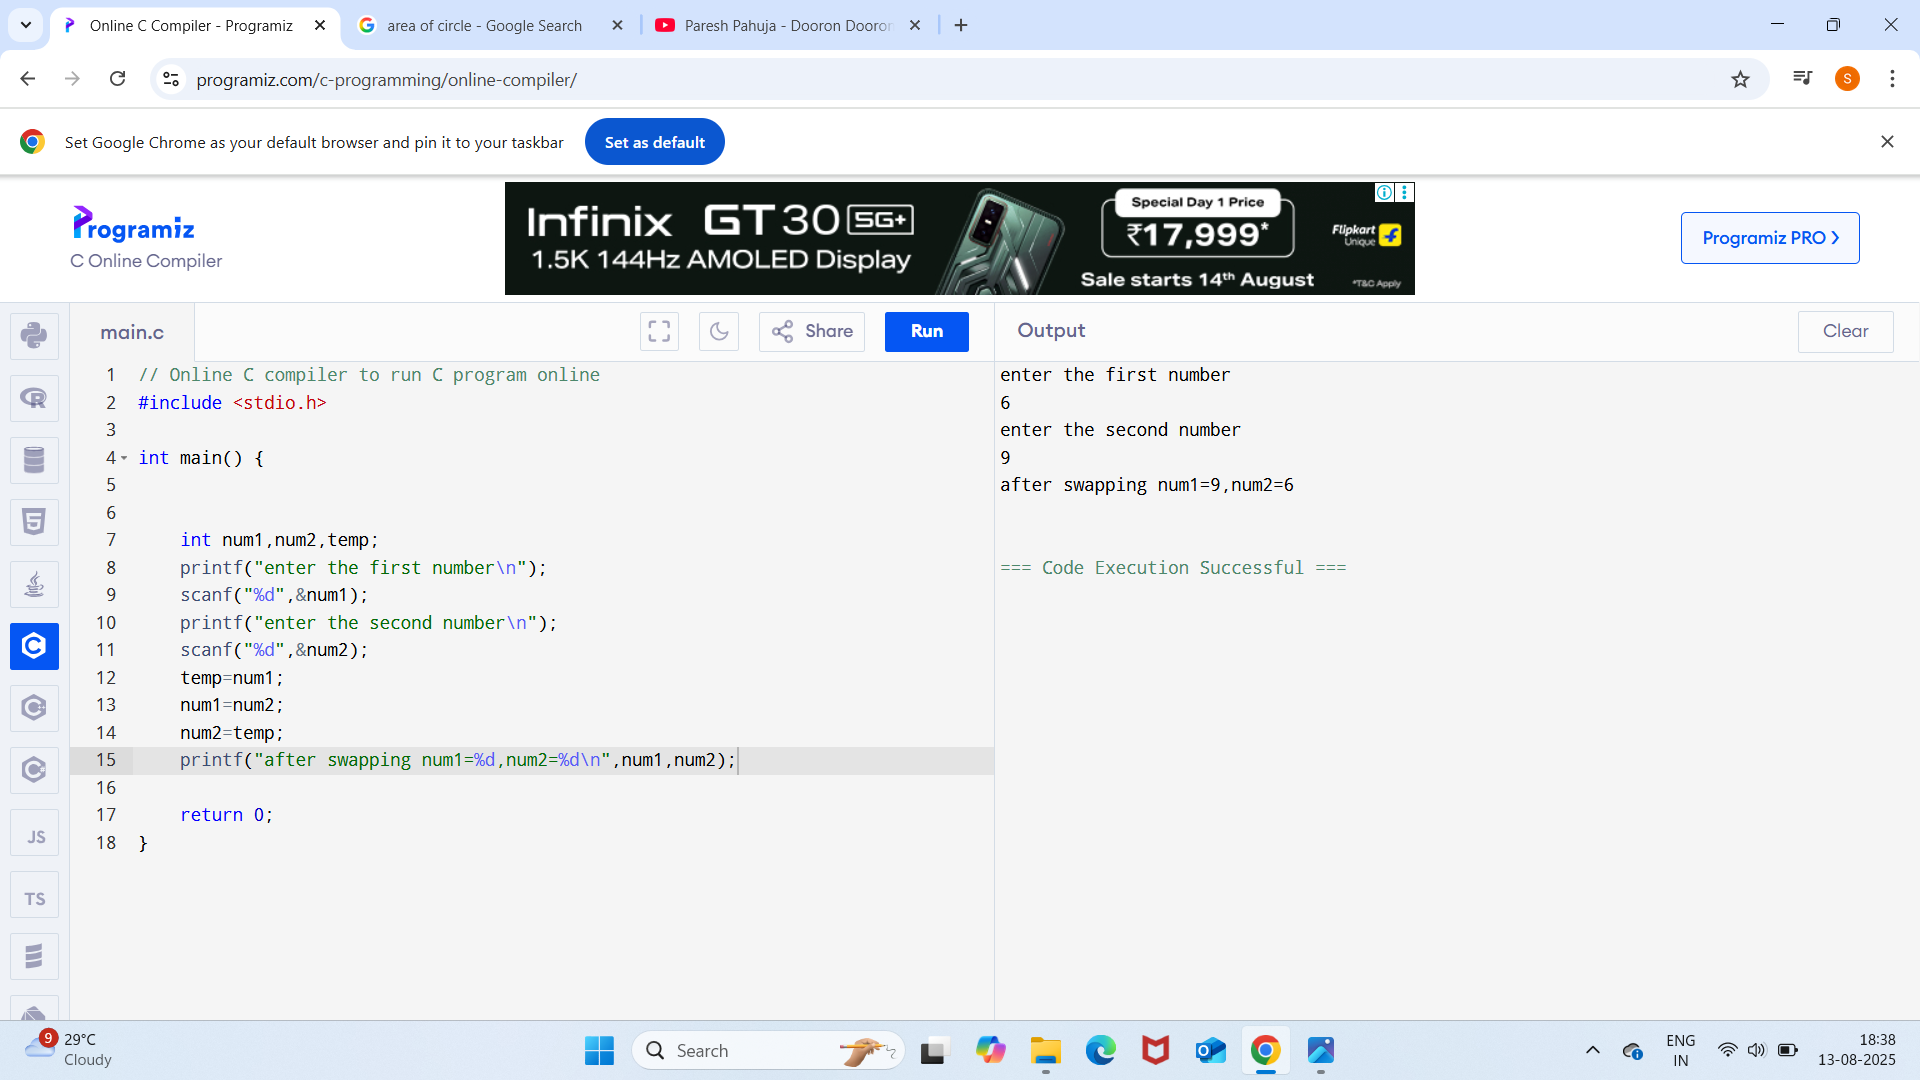 Online C Compiler - Programiz
area of circle - Google Search
Paresh Pahuja - Dooron Dooron
programiz.com/c-programming/online-compiler/
S
Set Google Chrome as your default browser and pin it to your taskbar
Set as default
Programiz
C Online Compiler
Infinix GT 30 5G+
1.5K 144Hz AMOLED Display
Special Day 1 Price
₹17,999*
Sale starts 14th August
Flipkart
Unique
*T&C Apply
Programiz PRO
main.c
Share
Run
Output
Clear
1 // Online C compiler to run C program online
2 #include <stdio.h>
3
4 int main() {
5
6
7 int num1,num2,temp;
8 printf("enter the first number\n");
9 scanf("%d",&num1);
10 printf("enter the second number\n");
11 scanf("%d",&num2);
12 temp=num1;
13 num1=num2;
14 num2=temp;
15 printf("after swapping num1=%d,num2=%d\n",num1,num2);
16
17 return 0;
18 }
enter the first number
6
enter the second number
9
after swapping num1=9,num2=6
=== Code Execution Successful ===
JS
TS
9
29°C
Cloudy
Search
ENG
IN
18:38
13-08-2025